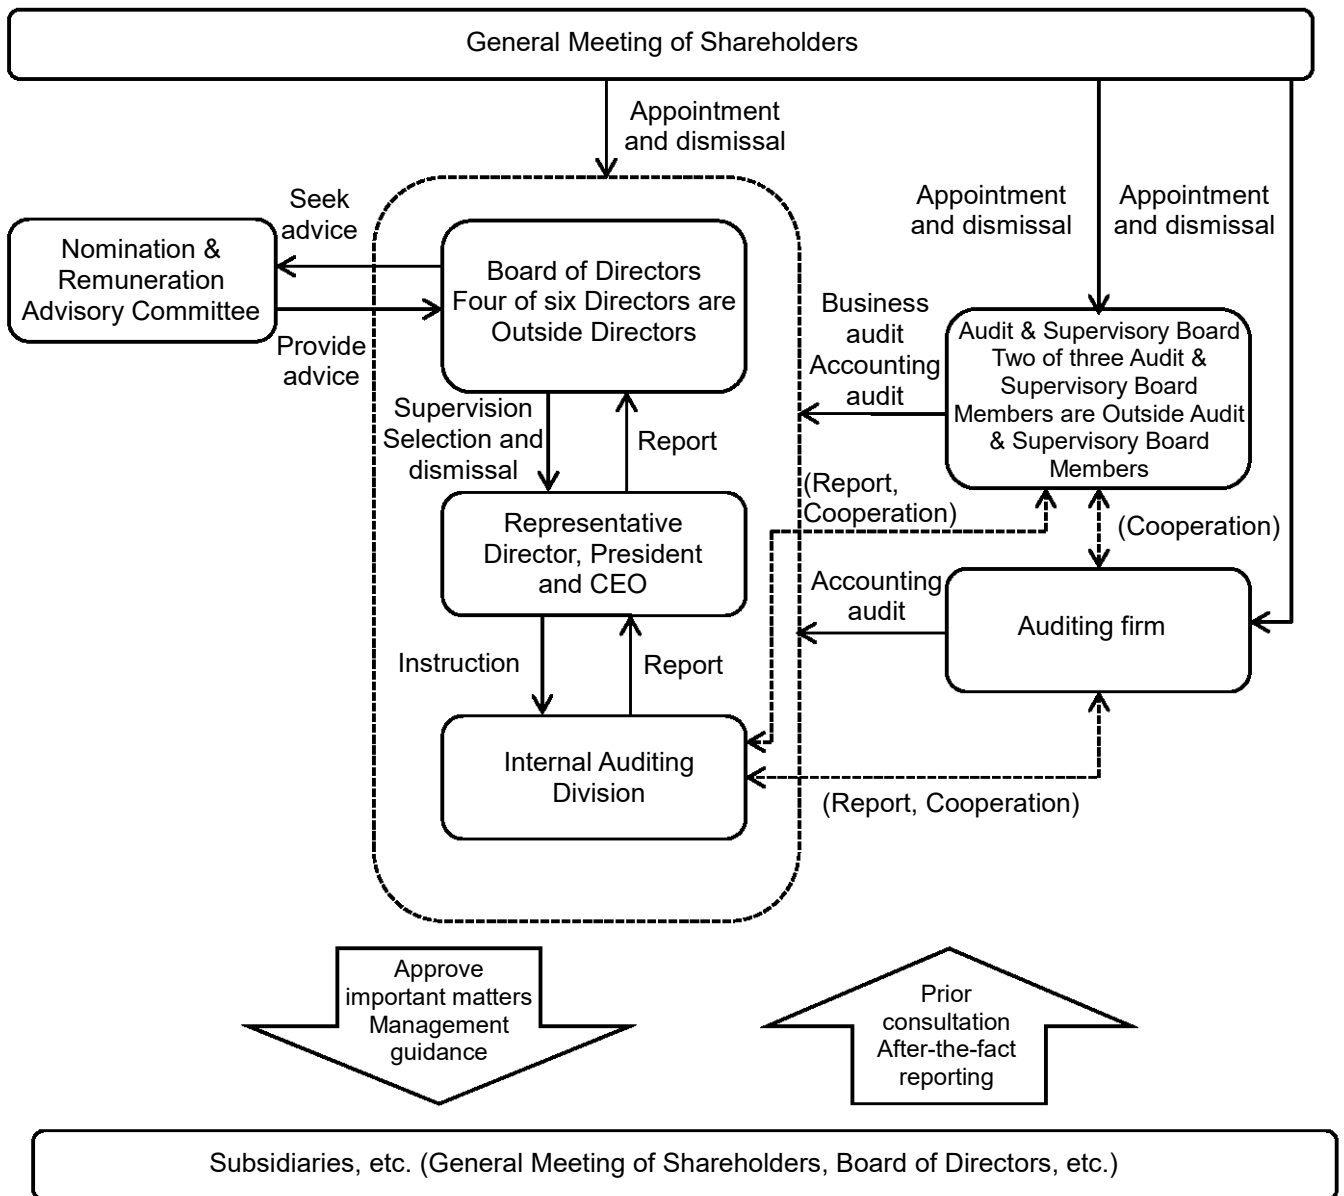 General Meeting of Shareholders
Appointment
and dismissal
Appointment
and dismissal
Appointment
and dismissal
Seek
advice
Nomination &
Remuneration
Advisory Committee
Provide
advice
Board of Directors
Four of six Directors are
Outside Directors
Business
audit
Accounting
audit
Audit & Supervisory Board
Two of three Audit &
Supervisory Board
Members are Outside Audit
& Supervisory Board
Members
Supervision
Selection and
dismissal
Report
(Report,
Cooperation)
(Cooperation)
Representative
Director, President
and CEO
Accounting
audit
Auditing firm
Instruction
Report
Internal Auditing
Division
(Report, Cooperation)
Approve
important matters
Management
guidance
Prior
consultation
After-the-fact
reporting
Subsidiaries, etc. (General Meeting of Shareholders, Board of Directors, etc.)